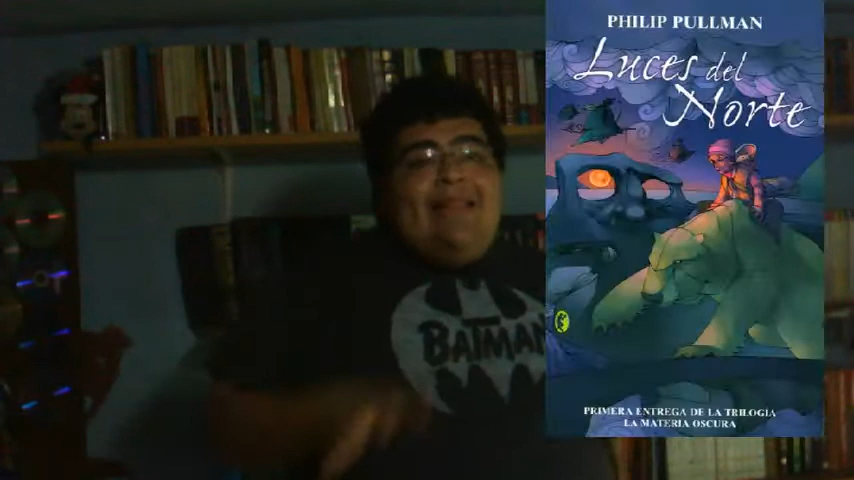 PHILIP PULLMAN
Luces del
Norte
BATMAN
PRIMERA ENTREGA DE LA TRILOGÍA
LA MATERIA OSCURA